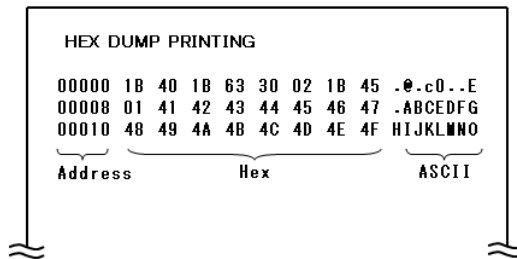 HEX DUMP PRINTING
00000 1B 40 1B 63 30 02 1B 45 .@.c0..E
00008 01 41 42 43 44 45 46 47 .ABCEDFG
00010 48 49 4A 4B 4C 4D 4E 4F HIJKLMNO
Address Hex ASCII